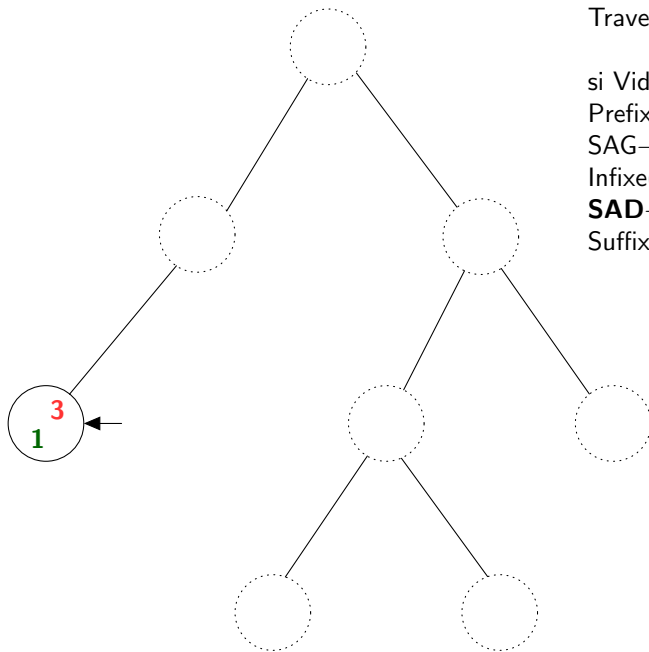 Trave
si Vid
Prefix
SAG–
Infixe
SAD-
Suffix
3
1